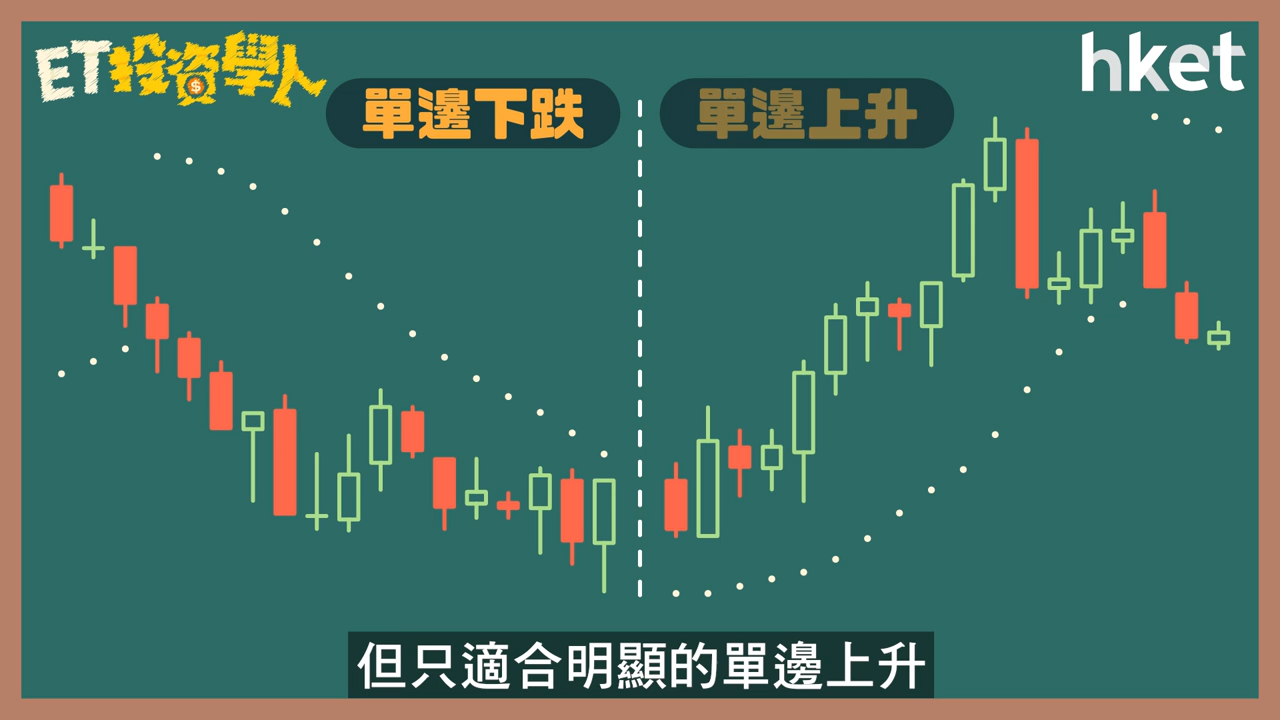 ET投資學人
hket
單邊下跌
單邊上升
但只適合明顯的單邊上升